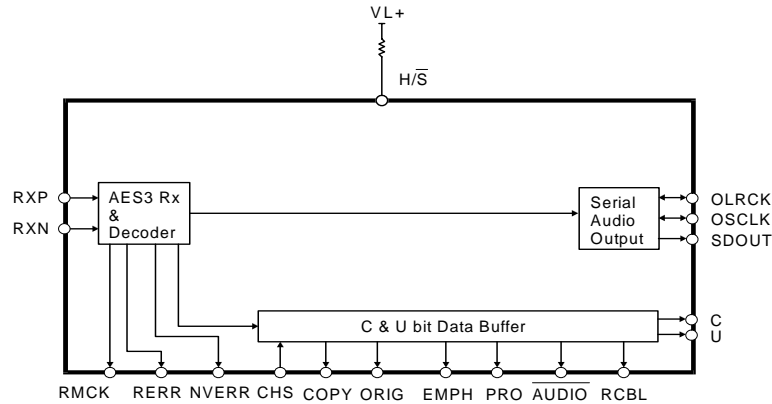 VL+
H/S̅
RXP
RXN
AES3 Rx
&
Decoder
Serial
Audio
Output
OLRCK
OSCLK
SDOUT
C & U bit Data Buffer
C
U
RMCK RERR NVERR CHS COPY ORIG EMPH PRO A̅U̅D̅I̅O̅ RCBL